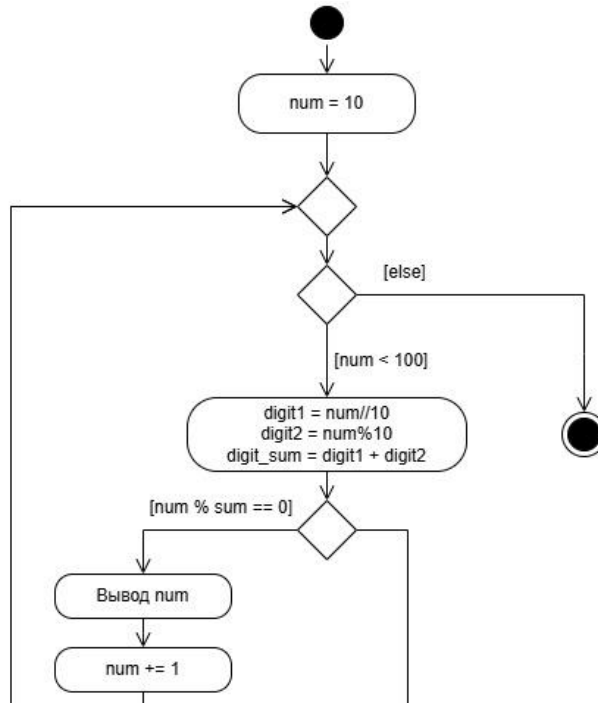 num = 10
[else]
[num < 100]
digit1 = num//10
digit2 = num%10
digit_sum = digit1 + digit2
[num % sum == 0]
Вывод num
num += 1